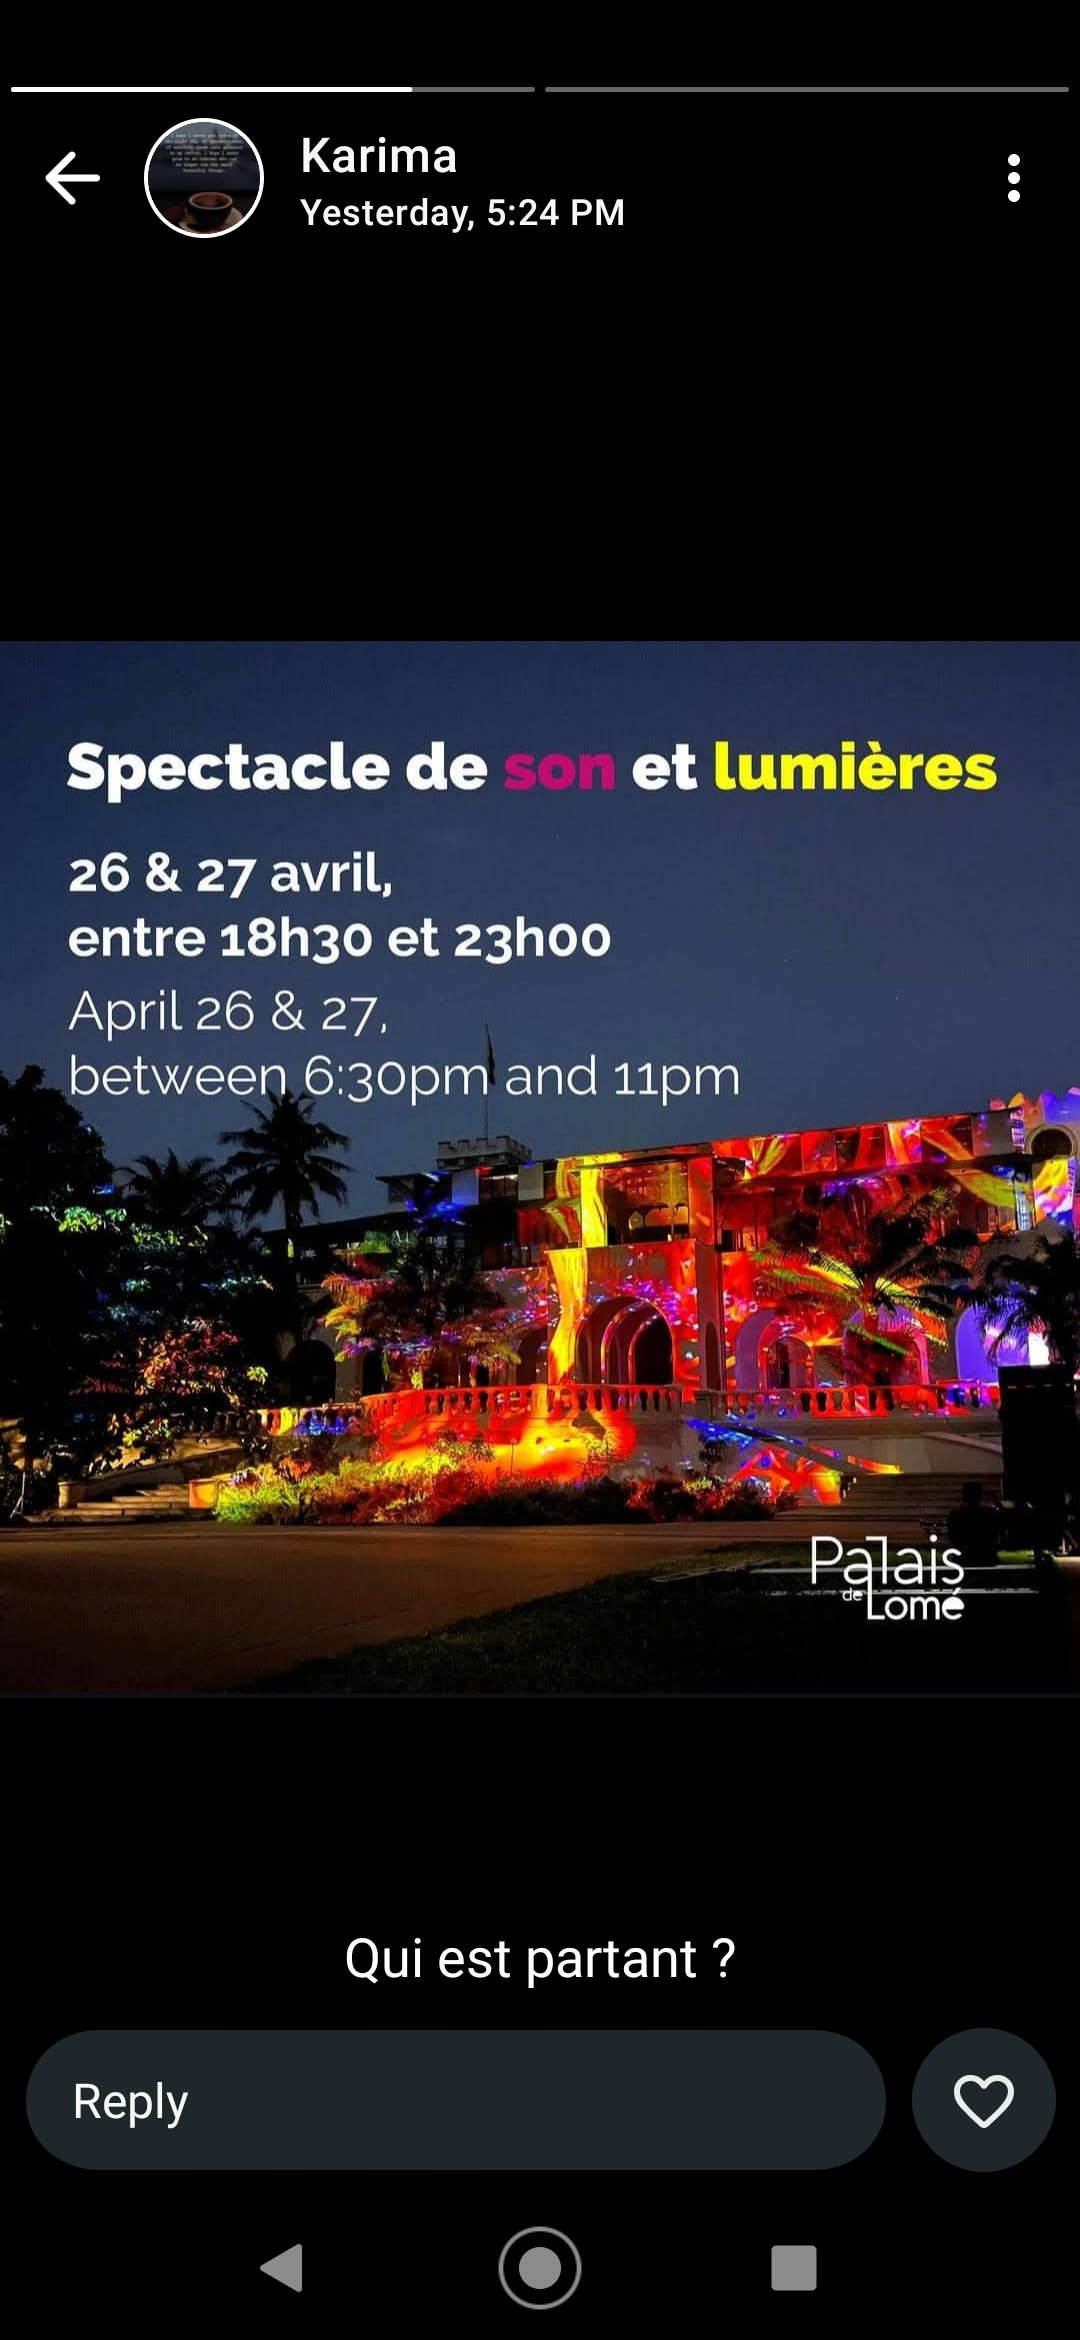 Karima
Yesterday, 5:24 PM
Spectacle de son et lumières
26 & 27 avril,
entre 18h30 et 23h00
April 26 & 27,
between 6:30pm and 11pm
Palais
de Lomé
Qui est partant ?
Reply